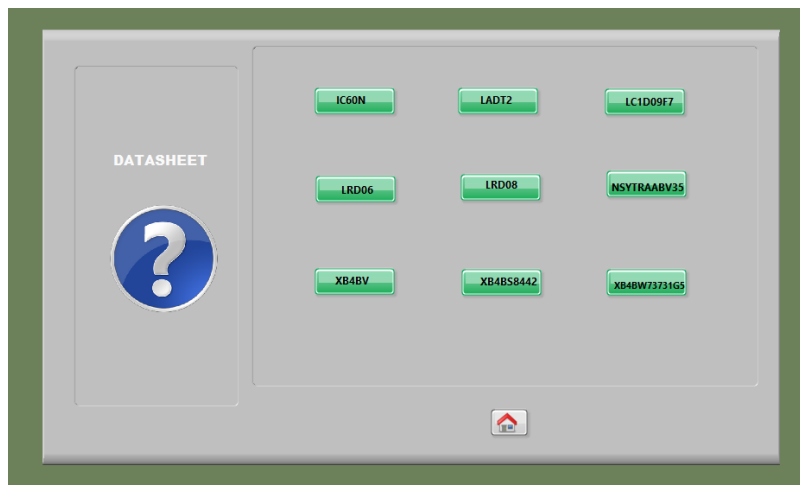 DATASHEET
IC60N
LADT2
LC1D09F7
LRD06
LRD08
NSYTRAABV35
XB4BV
XB4BS8442
XB4BW73731G5